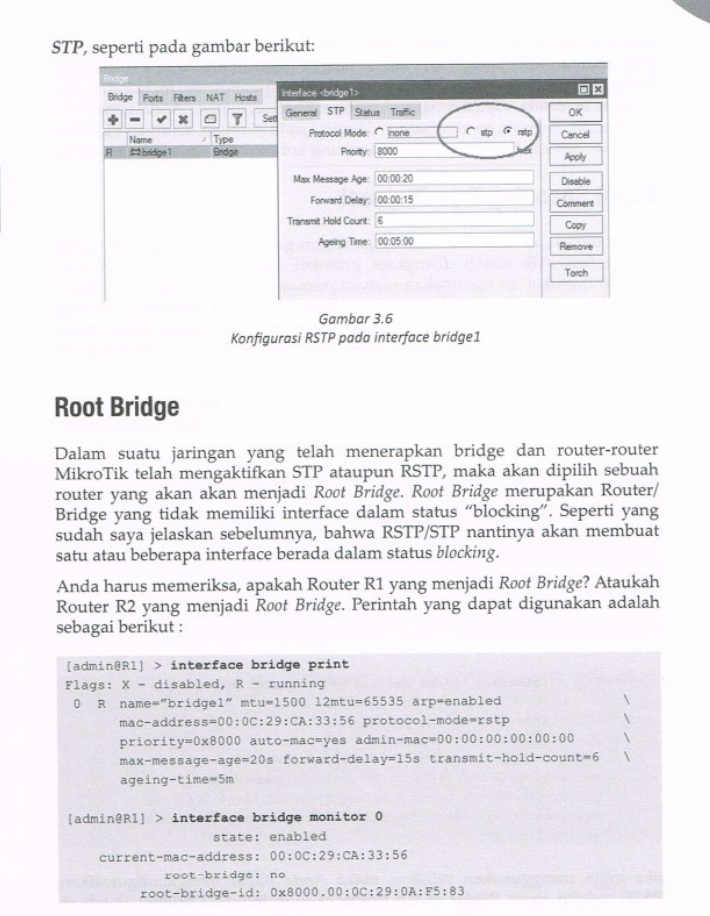 STP, seperti pada gambar berikut:
Bridge
Bridge Ports Filters NAT Hosts
Name / Type
R bridge1 Bridge
Interface <bridge1>
General STP Status Traffic
Protocol Mode: none stp rstp
Priority: 8000 hex
Max Message Age: 00:00:20
Forward Delay: 00:00:15
Transmit Hold Count: 6
Ageing Time: 00:05:00
OK
Cancel
Apply
Disable
Comment
Copy
Remove
Torch
Gambar 3.6
Konfigurasi RSTP pada interface bridge1
Root Bridge
Dalam suatu jaringan yang telah menerapkan bridge dan router-router
MikroTik telah mengaktifkan STP ataupun RSTP, maka akan dipilih sebuah
router yang akan akan menjadi Root Bridge. Root Bridge merupakan Router/
Bridge yang tidak memiliki interface dalam status “blocking”. Seperti yang
sudah saya jelaskan sebelumnya, bahwa RSTP/STP nantinya akan membuat
satu atau beberapa interface berada dalam status blocking.
Anda harus memeriksa, apakah Router R1 yang menjadi Root Bridge? Ataukah
Router R2 yang menjadi Root Bridge. Perintah yang dapat digunakan adalah
sebagai berikut :
[admin@R1] > interface bridge print
Flags: X - disabled, R - running
0 R name="bridge1" mtu=1500 l2mtu=65535 arp=enabled \
mac-address=00:0C:29:CA:33:56 protocol-mode=rstp \
priority=0x8000 auto-mac=yes admin-mac=00:00:00:00:00:00 \
max-message-age=20s forward-delay=15s transmit-hold-count=6 \
ageing-time=5m
[admin@R1] > interface bridge monitor 0
state: enabled
current-mac-address: 00:0C:29:CA:33:56
root-bridge: no
root-bridge-id: 0x8000.00:0C:29:0A:F5:83